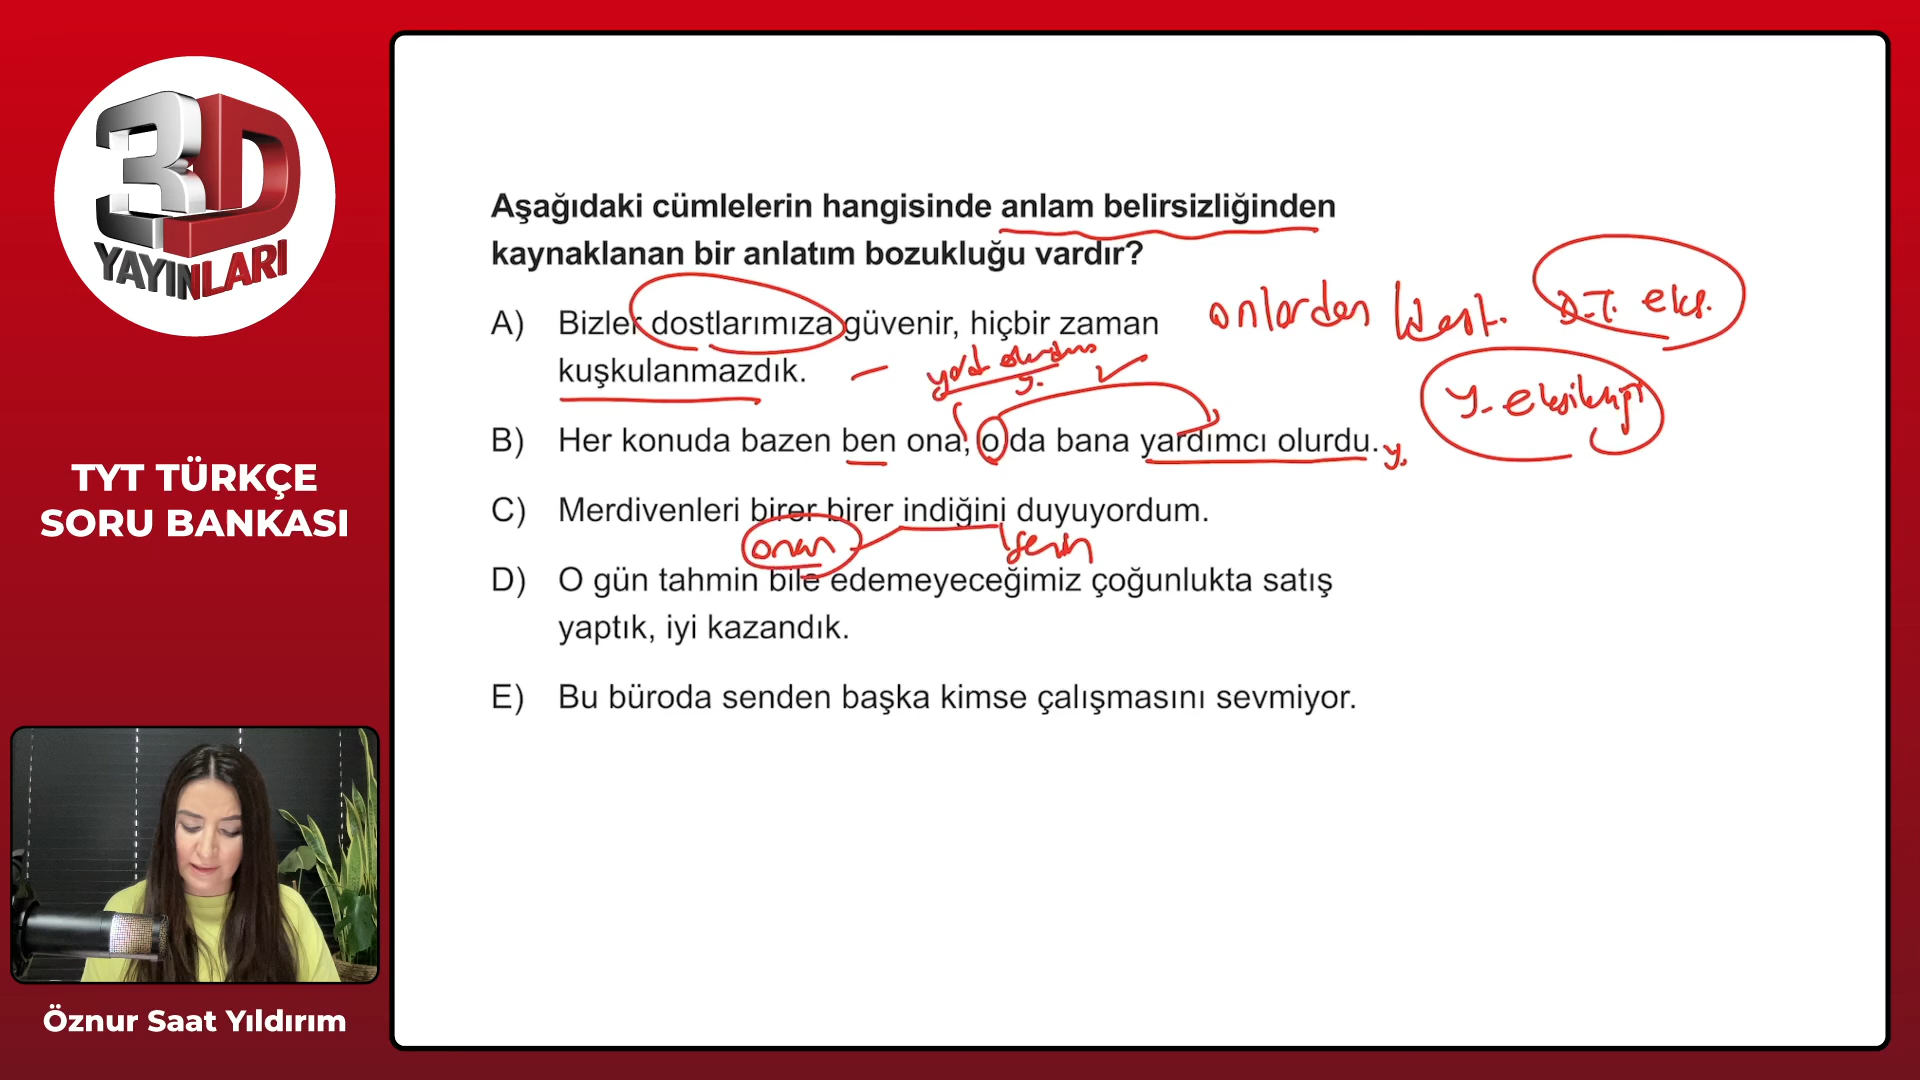 3D
YAYINLARI
TYT TÜRKÇE
SORU BANKASI
Öznur Saat Yıldırım
Aşağıdaki cümlelerin hangisinde anlam belirsizliğinden
kaynaklanan bir anlatım bozukluğu vardır?
A) Bizler dostlarımıza güvenir, hiçbir zaman
kuşkulanmazdık.
onlardan
D.T. eks.
y.
y. eksikliği
B) Her konuda bazen ben ona, o da bana yardımcı olurdu. y.
C) Merdivenleri birer birer indiğini duyuyordum.
onun
senin
D) O gün tahmin bile edemeyeceğimiz çoğunlukta satış
yaptık, iyi kazandık.
E) Bu büroda senden başka kimse çalışmasını sevmiyor.